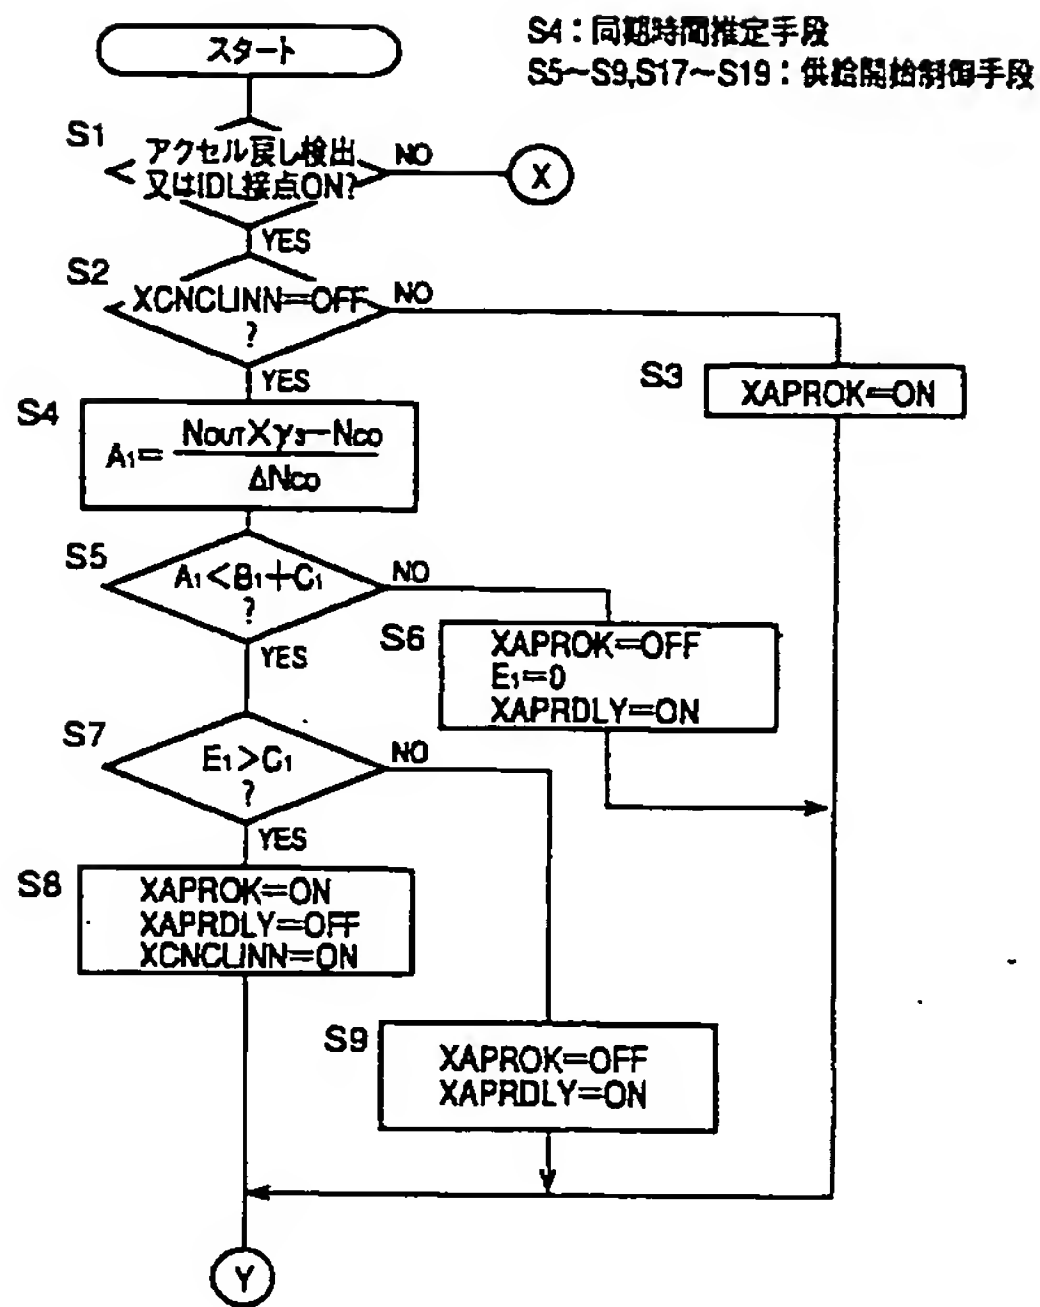 S4：同期時間推定手段
S5~S9,S17~S19：供給開始制御手段
スタート
S1
アクセル戻し検出
又はIDL接点ON?
NO
X
YES
S2
XCNCLINN=OFF
?
NO
YES
S3
XAPROK=ON
S4
A₁= NOUT×γ₃−NCO
ΔNCO
S5
A₁<B₁+C₁
?
NO
YES
S6
XAPROK=OFF
E₁=0
XAPRDLY=ON
S7
E₁>C₁
?
NO
YES
S8
XAPROK=ON
XAPRDLY=OFF
XCNCLINN=ON
S9
XAPROK=OFF
XAPRDLY=ON
Y